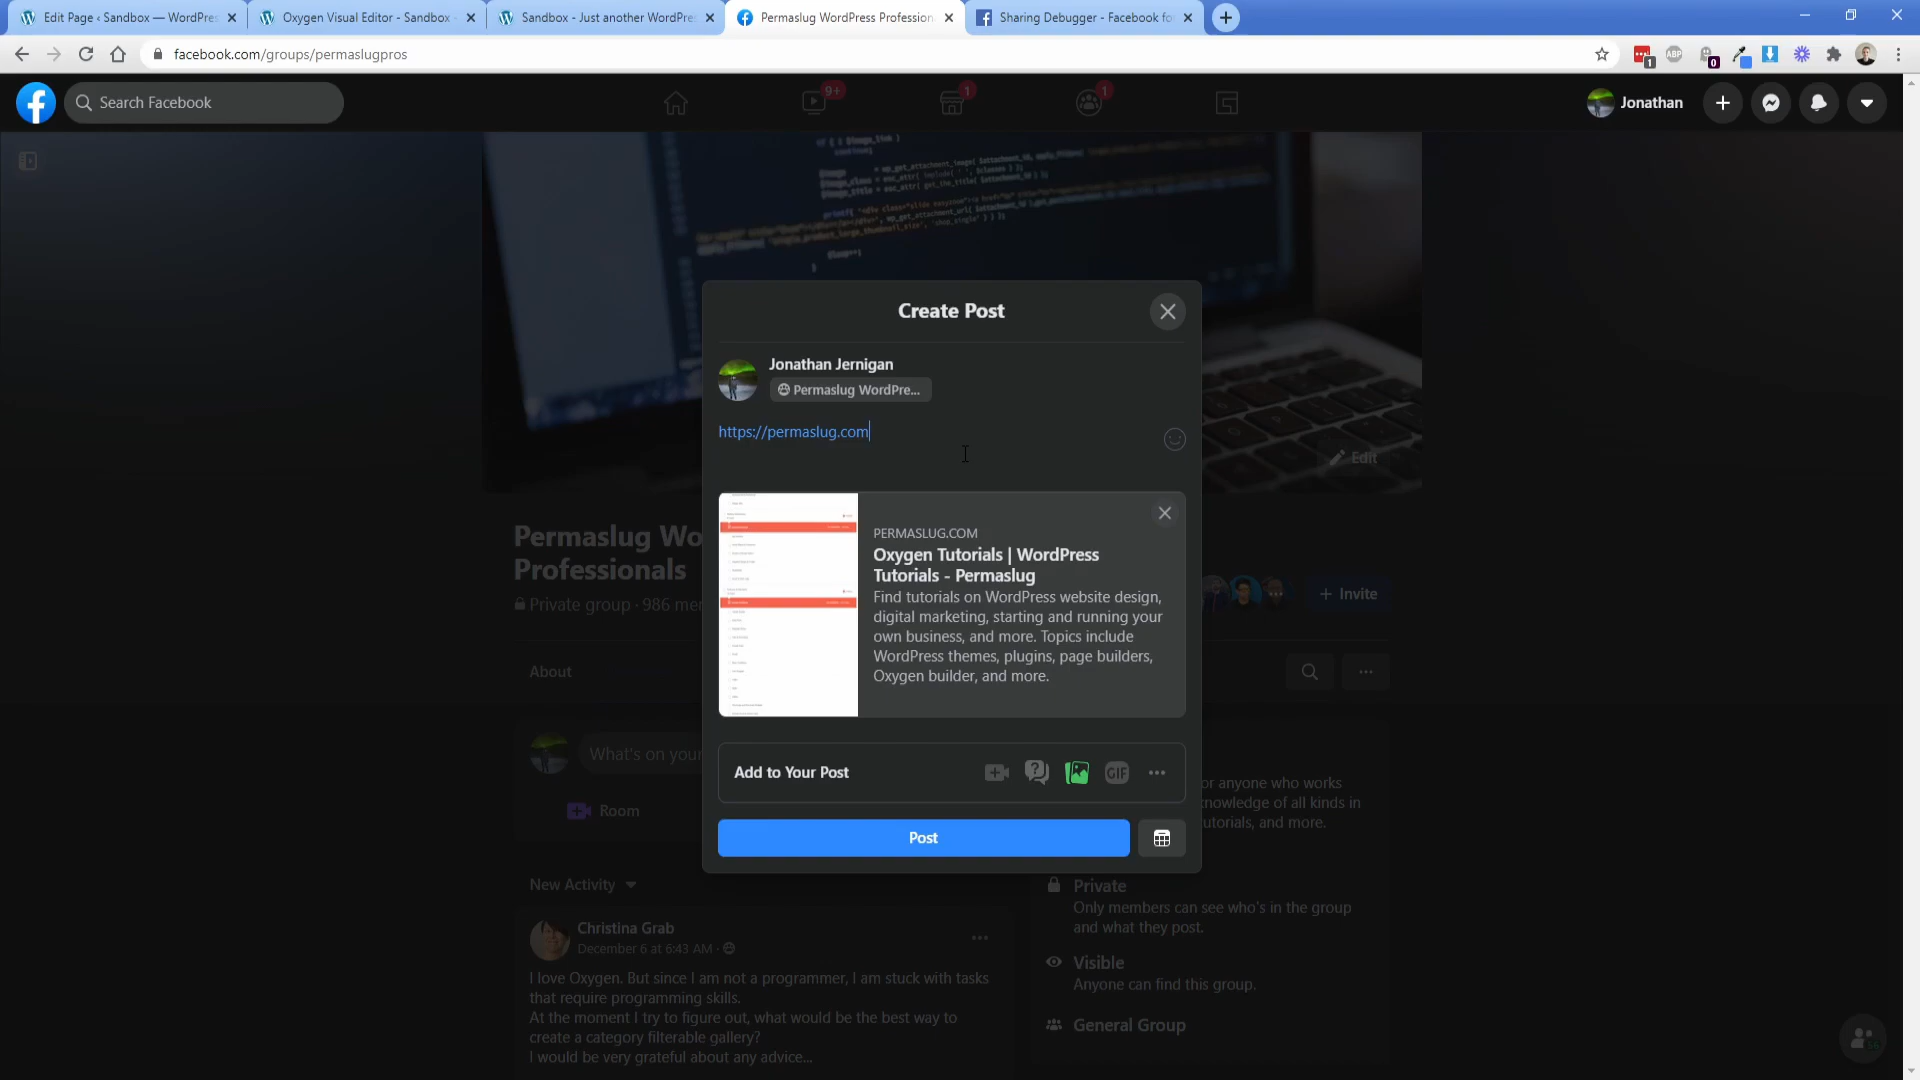 Edit Page ‹ Sandbox — WordPres
Oxygen Visual Editor - Sandbox -
Sandbox - Just another WordPres
Permaslug WordPress Profession
Sharing Debugger - Facebook fo
facebook.com/groups/permaslugpros
1
ABP
0
Search Facebook
9+
1
1
Jonathan
Create Post
Jonathan Jernigan
Permaslug WordPre...
https://permaslug.com
Edit
PERMASLUG.COM
Oxygen Tutorials | WordPress
Tutorials - Permaslug
Find tutorials on WordPress website design,
digital marketing, starting and running your
own business, and more. Topics include
WordPress themes, plugins, page builders,
Oxygen builder, and more.
Permaslug Wo
Professionals
Private group · 986 mem
+ Invite
About
What's on your
Add to Your Post
GIF
or anyone who works
nowledge of all kinds in
utorials, and more.
Room
Post
New Activity
Private
Only members can see who's in the group
and what they post.
Christina Grab
December 6 at 6:43 AM ·
I love Oxygen. But since I am not a programmer, I am stuck with tasks
that require programming skills.
At the moment I try to figure out, what would be the best way to
create a category filterable gallery?
I would be very grateful about any advice...
Visible
Anyone can find this group.
General Group